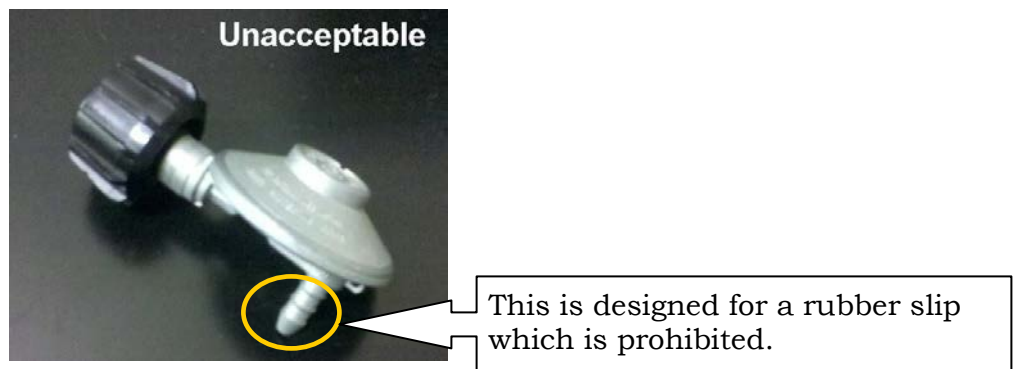 Unacceptable
This is designed for a rubber slip
which is prohibited.